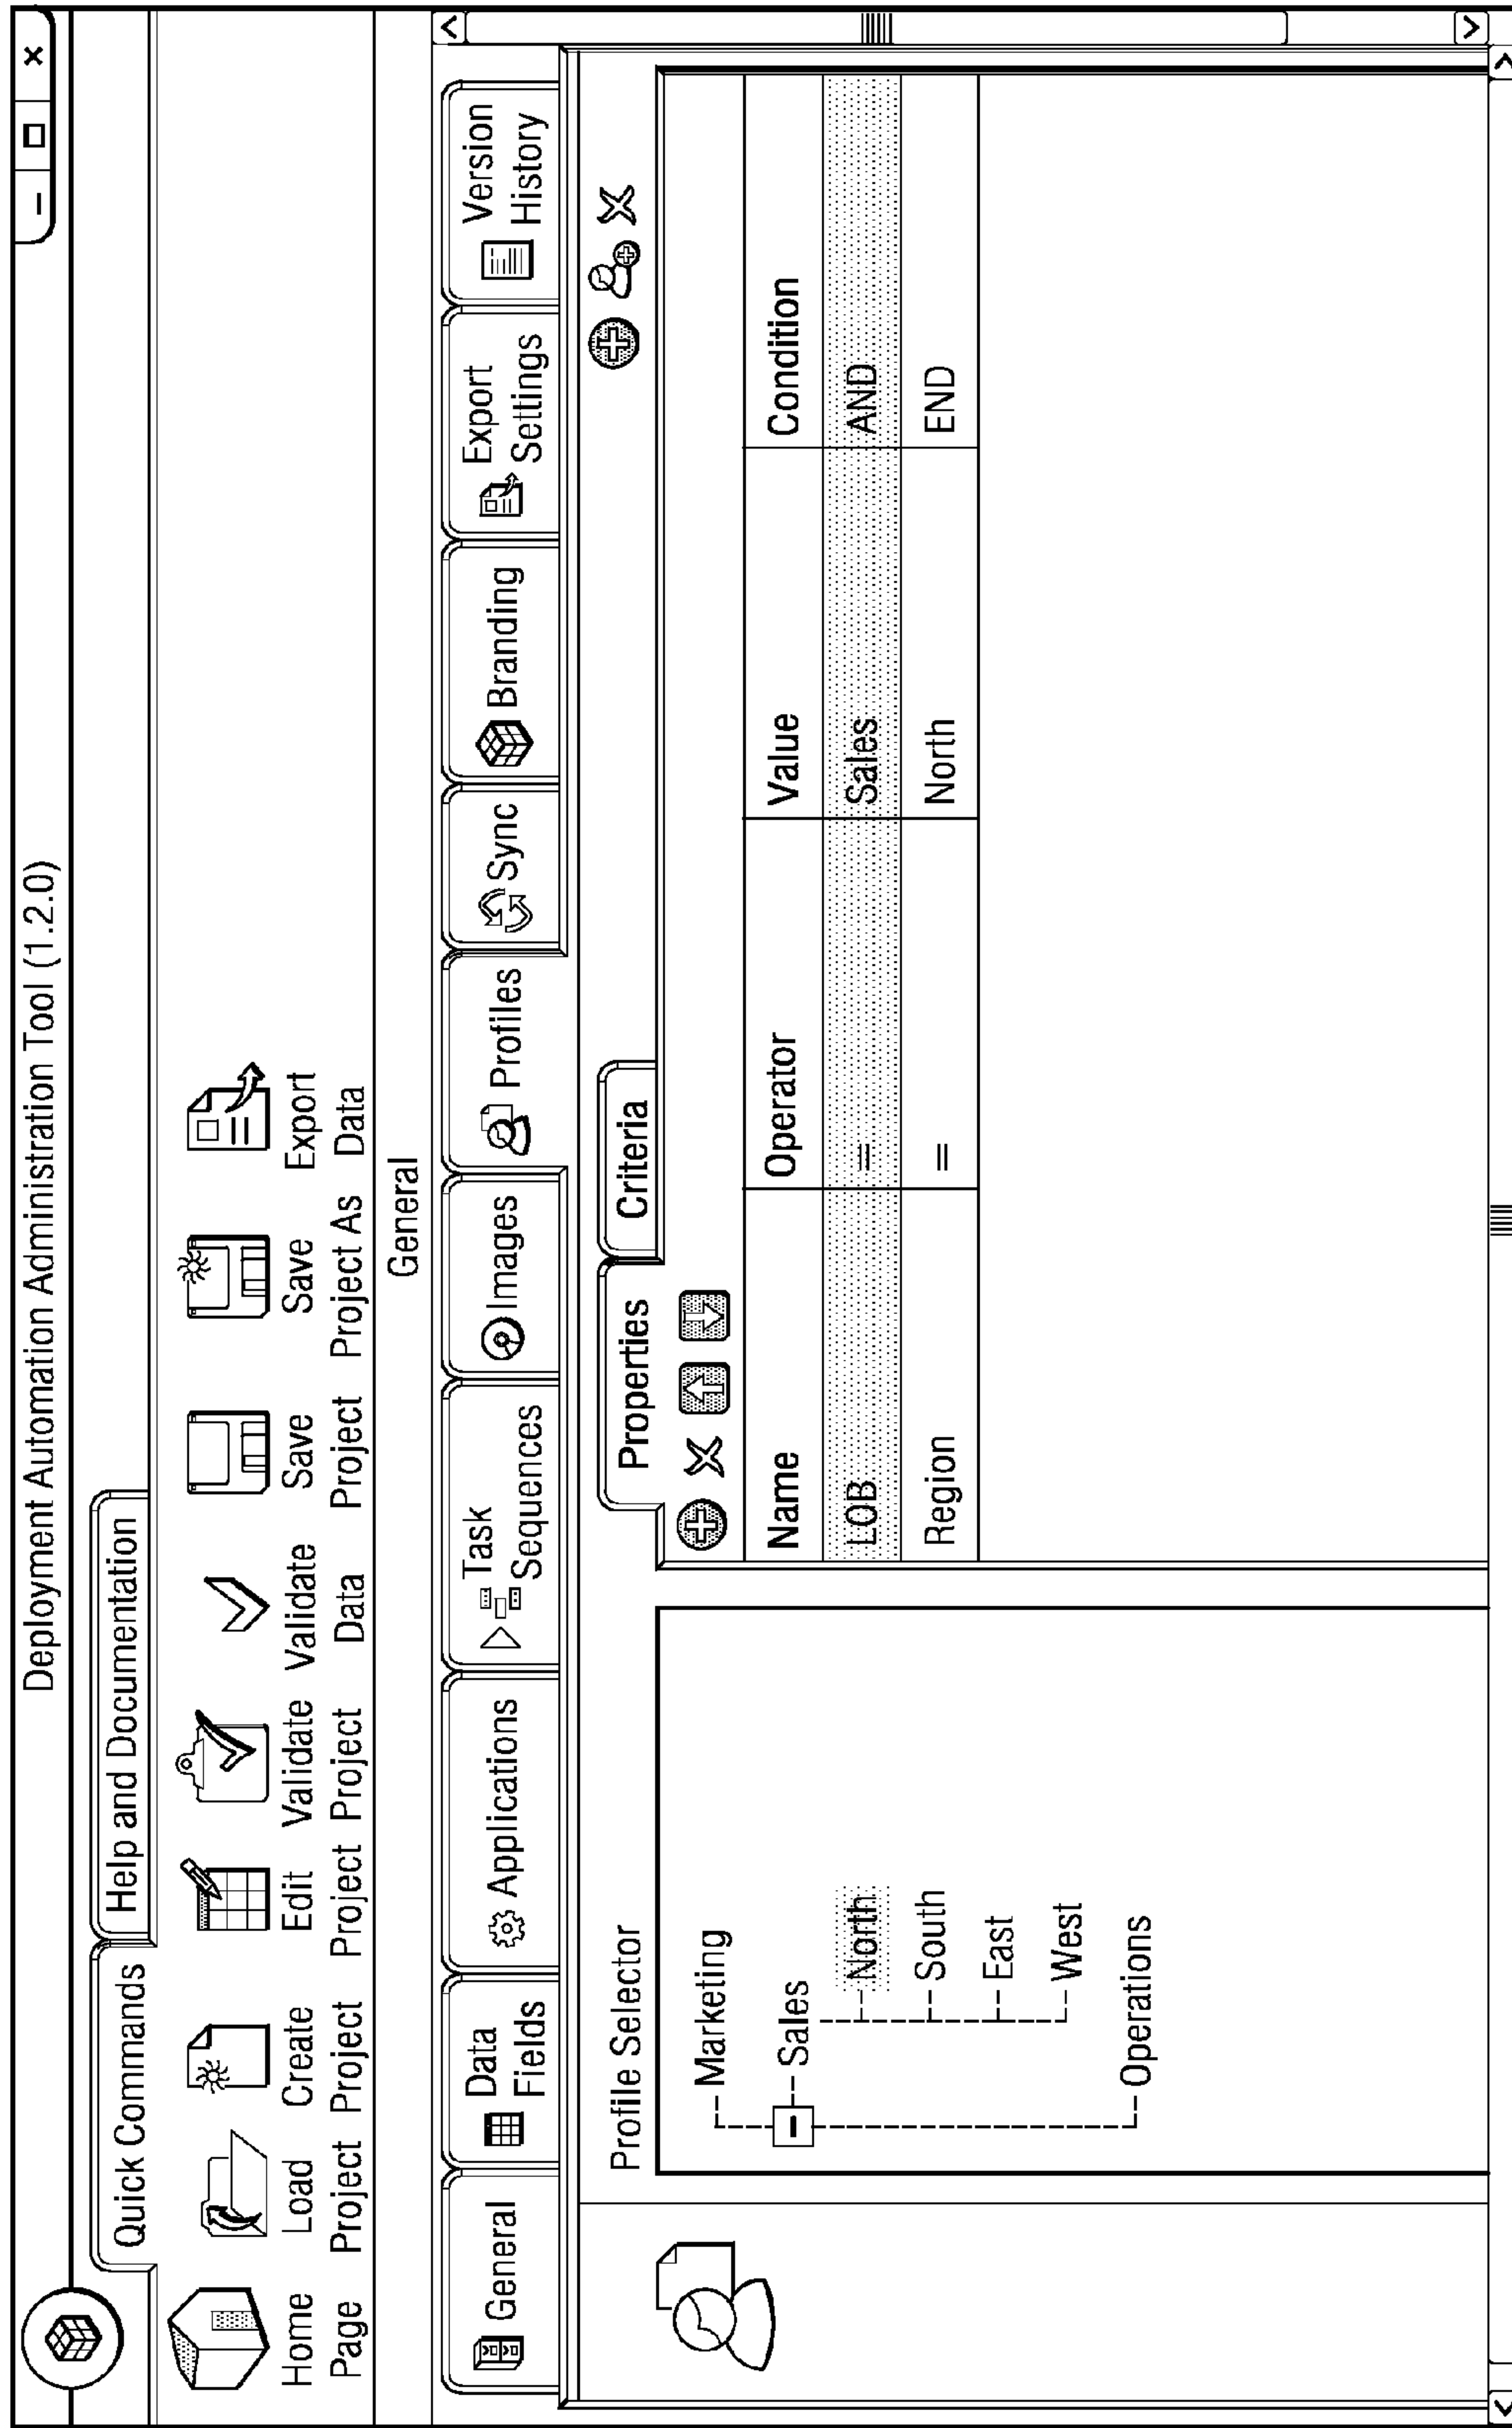 Deployment Automation Administration Tool (1.2.0)
Quick Commands
Help and Documentation
Home Page
Load Project
Create Project
Edit Project
Validate Project
Validate Data
Save Project
Save Project As
Export Data
General
General
Data Fields
Applications
Task Sequences
Images
Profiles
Sync
Branding
Export Settings
Version History
Profile Selector
Marketing
Sales
North
South
East
West
Operations
Properties
Criteria
Name Operator Value Condition
LOB = Sales AND
Region = North END